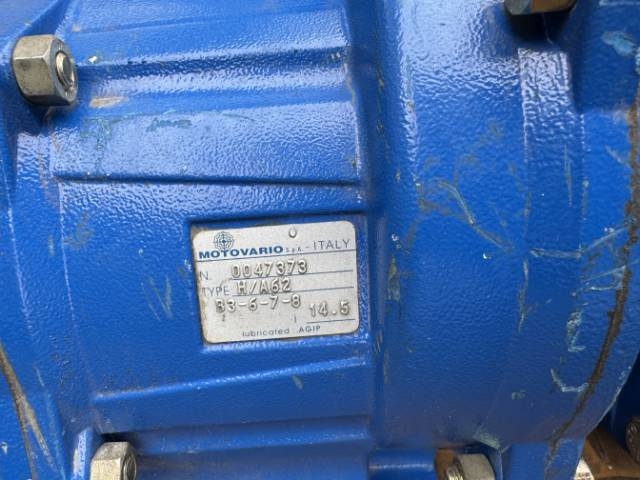 MOTOVARIO S.p.A. - ITALY
N. 0047373
TYPE H/A62
B3-6-7-8
i 14.5
lubricated AGIP